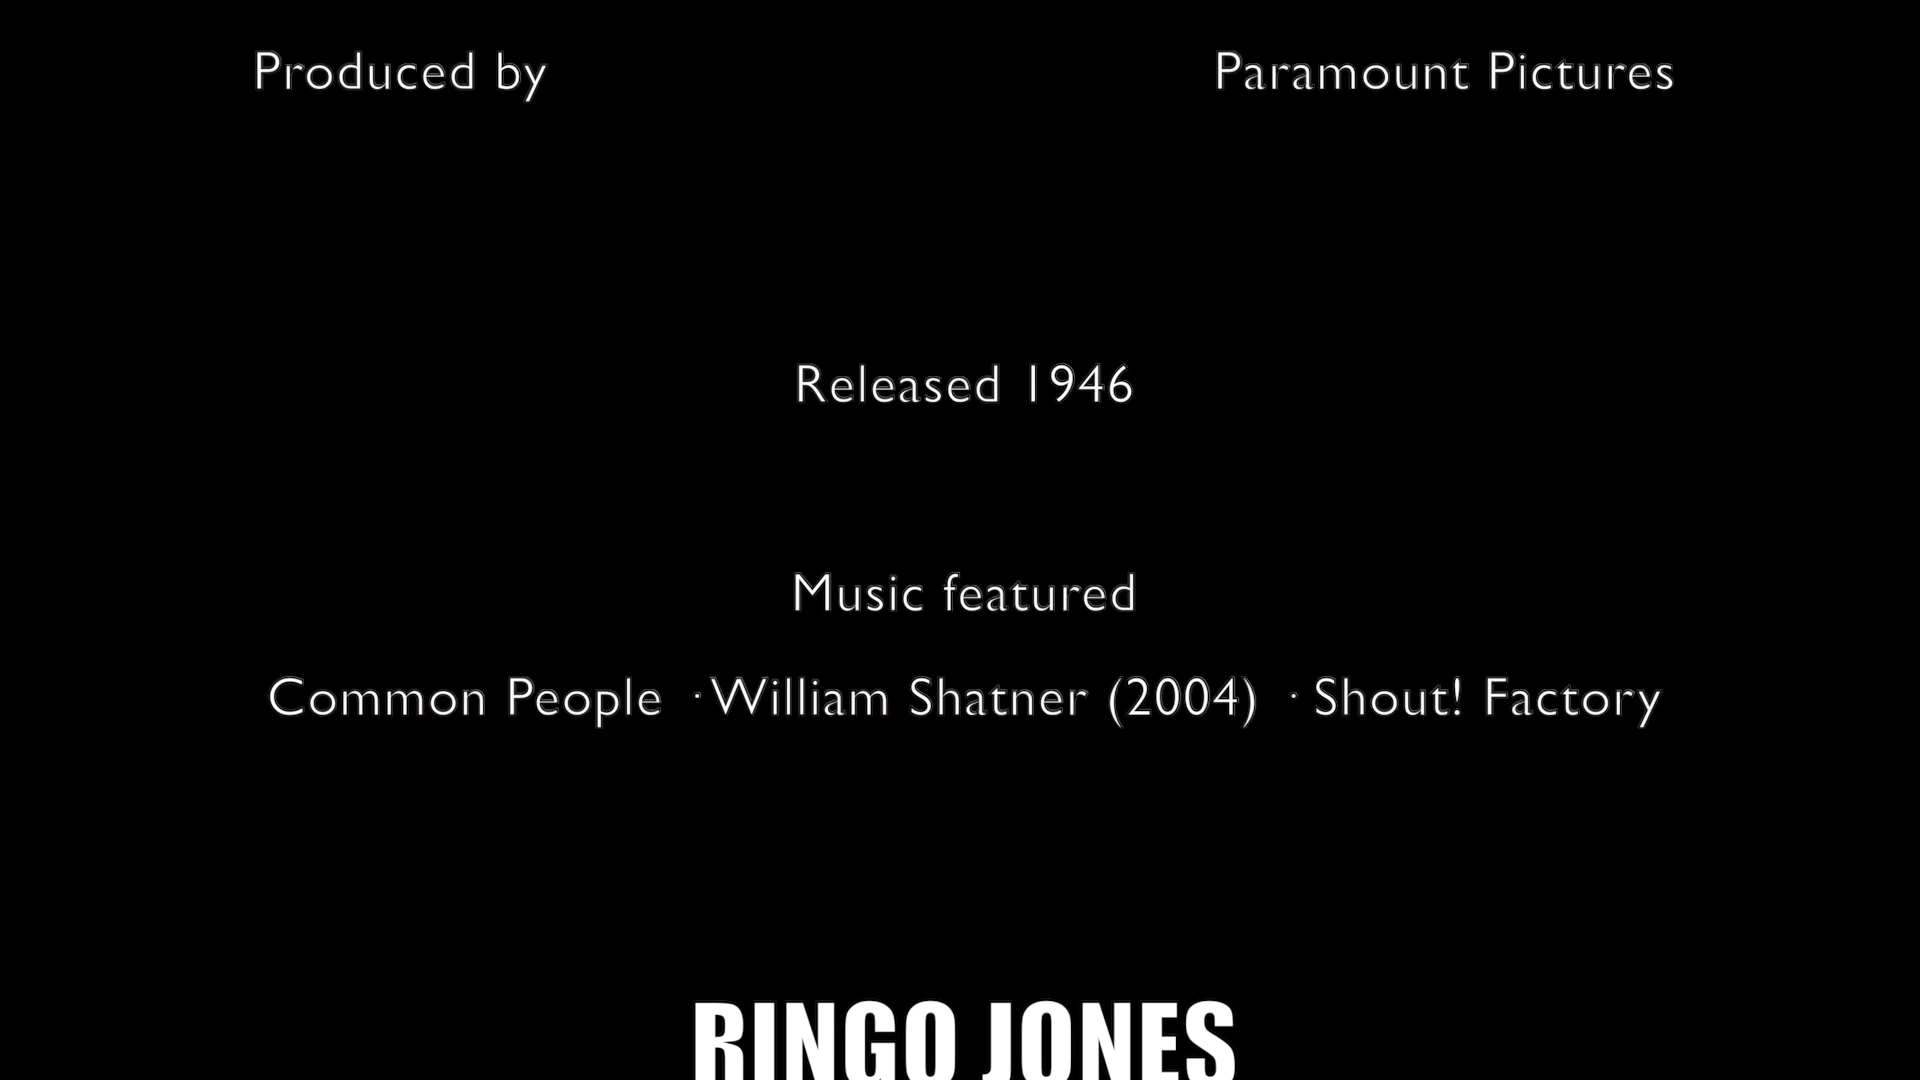 Produced by Paramount Pictures
Released 1946
Music featured
Common People · William Shatner (2004) · Shout! Factory
RINGO JONES